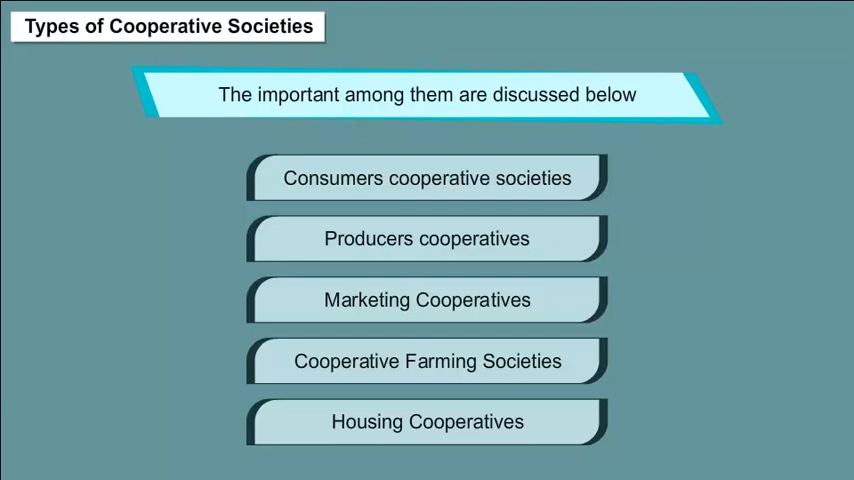 Types of Cooperative Societies
The important among them are discussed below
Consumers cooperative societies
Producers cooperatives
Marketing Cooperatives
Cooperative Farming Societies
Housing Cooperatives